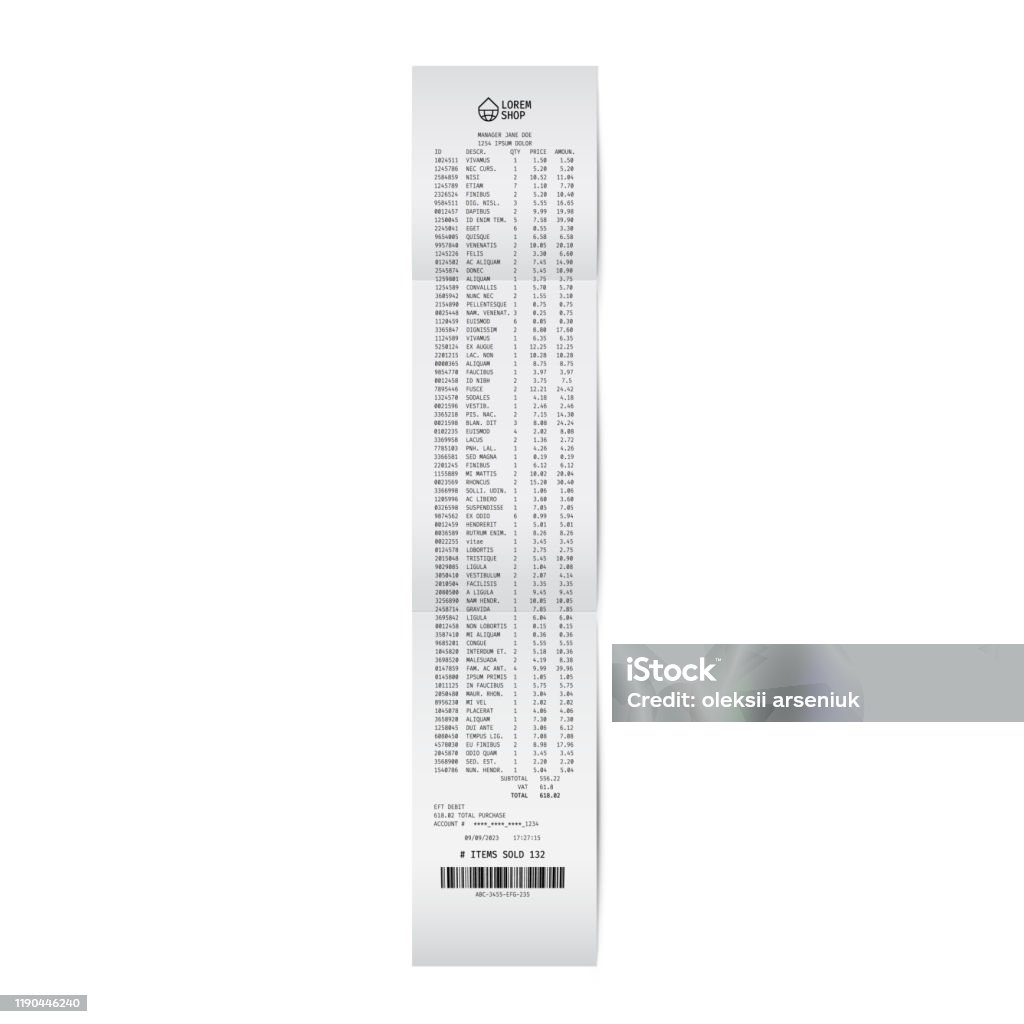 LOREM
SHOP
MANAGER JANE DOE
1254 IPSUM DOLOR
ID DESCR. QTY PRICE AMOUN.
1024511 VIVAMUS 1 1.50 1.50
1245786 NEC CURS. 1 5.20 5.20
2584859 NISI 2 10.52 11.04
1245789 ETIAM 7 1.10 7.70
2326524 FINIBUS 2 5.20 10.40
9584511 DIG. NISL. 3 5.55 16.65
0012457 DAPIBUS 2 9.99 19.98
1250045 ID ENIM TEM. 5 7.58 39.90
2245041 EGET 6 0.55 3.30
9654005 QUISQUE 1 6.58 6.58
9957840 VENENATIS 2 10.05 20.10
1245226 FELIS 2 3.30 6.60
0124502 AC ALIQUAM 2 7.45 14.90
2545874 DONEC 2 5.45 10.90
1259801 ALIQUAM 1 3.75 3.75
1254589 CONVALLIS 1 5.70 5.70
3605942 NUNC NEC 2 1.55 3.10
2154890 PELLENTESQUE 1 0.75 0.75
0025448 NAM. VENENAT. 3 0.25 0.75
1120459 EUISMOD 6 0.05 0.30
3365847 DIGNISSIM 2 8.80 17.60
1124589 VIVAMUS 1 6.35 6.35
5250124 EX AUGUE 1 12.25 12.25
2201215 LAC. NON 1 10.28 10.28
0000365 ALIQUAM 1 8.75 8.75
9854770 FAUCIBUS 1 3.97 3.97
0012458 ID NIBH 2 3.75 7.5
7895446 FUSCE 2 12.21 24.42
1324570 SODALES 1 4.18 4.18
0021596 VESTIB. 1 2.46 2.46
3365218 PIS. NAC. 2 7.15 14.30
0021598 BLAN. DIT 3 8.08 24.24
0102235 EUISMOD 4 2.02 8.08
3369958 LACUS 2 1.36 2.72
7785103 PNH. LAL. 1 4.26 4.26
3366581 SED MAGNA 1 0.19 0.19
2201245 FINIBUS 1 6.12 6.12
1155889 MI MATTIS 2 10.02 20.04
0023569 RHONCUS 2 15.20 30.40
3366998 SOLLI. UDIN. 1 1.06 1.06
1205996 AC LIBERO 1 3.60 3.60
0326598 SUSPENDISSE 1 7.05 7.05
9874562 EX ODIO 6 0.99 5.94
0012459 HENDRERIT 1 5.01 5.01
0036589 RUTRUM ENIM. 1 8.26 8.26
0022255 vitae 1 3.45 3.45
0124578 LOBORTIS 1 2.75 2.75
2015048 TRISTIQUE 2 5.45 10.90
9029085 LIGULA 2 1.04 2.08
3050410 VESTIBULUM 2 2.07 4.14
2010504 FACILISIS 1 3.35 3.35
2080500 A LIGULA 1 9.45 9.45
3256890 NAM HENDR. 1 10.05 10.05
2458714 GRAVIDA 1 7.85 7.85
3695842 LIGULA 1 6.04 6.04
0012458 NON LOBORTIS 1 0.15 0.15
3587410 MI ALIQUAM 1 0.36 0.36
9685201 CONGUE 1 5.55 5.55
1045820 INTERDUM ET. 2 5.18 10.36
3698520 MALESUADA 2 4.19 8.38
0147859 FAM. AC ANT. 4 9.99 39.96
0145800 IPSUM PRIMIS 1 1.05 1.05
1011125 IN FAUCIBUS 1 5.75 5.75
2050480 MAUR. RHON. 1 3.04 3.04
8956230 MI VEL 1 2.02 2.02
1045078 PLACERAT 1 4.06 4.06
3658920 ALIQUAM 1 7.30 7.30
1258045 DUI ANTE 2 3.06 6.12
6080450 TEMPUS LIG. 1 7.08 7.08
4578030 EU FINIBUS 2 8.98 17.96
2045870 ODIO QUAM 1 3.45 3.45
3568900 SED. EST. 1 2.20 2.20
1540786 NUN. HENDR. 1 5.04 5.04
SUBTOTAL 556.22
VAT 61.8
TOTAL 618.02
EFT DEBIT
618.02 TOTAL PURCHASE
ACCOUNT # ****_****_****_1234
09/09/2023 17:27:15
# ITEMS SOLD 132
ABC-3455-EFG-235
iStock™
Credit: oleksii arseniuk
1190446240